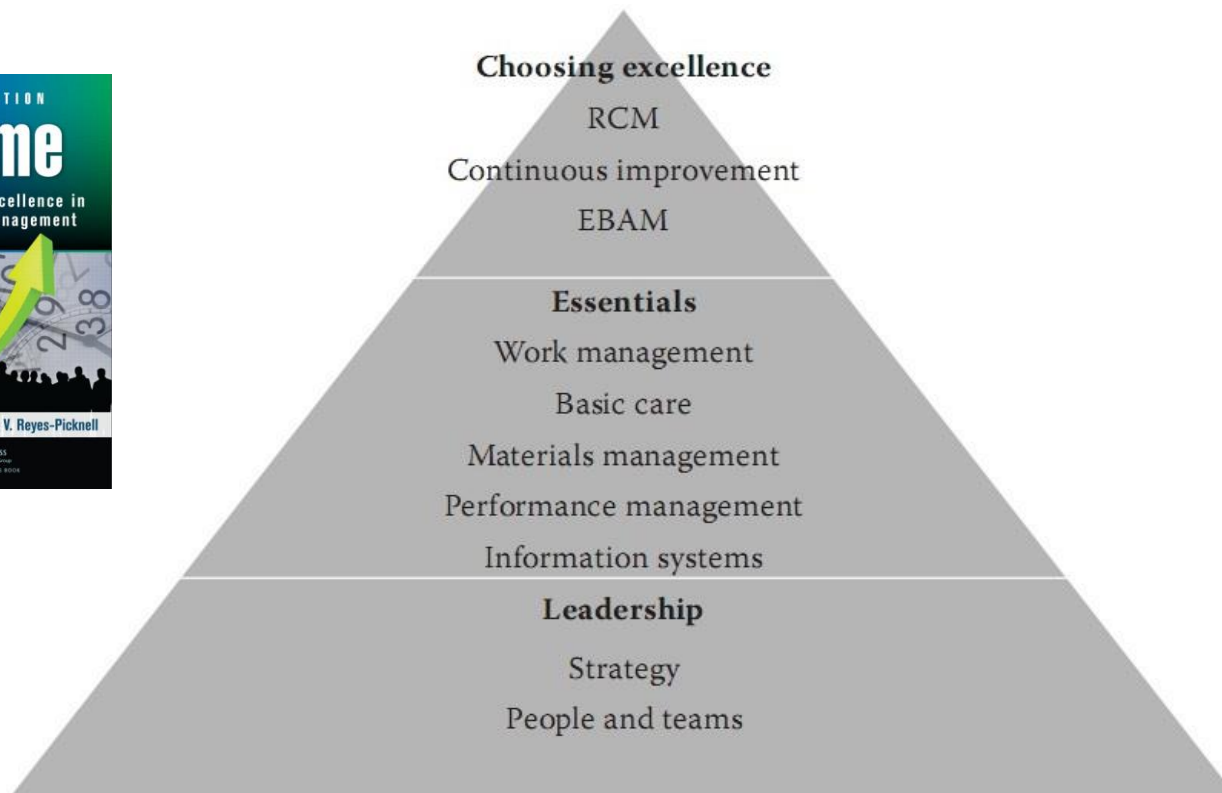 TION
me
cellence in
nagement
V. Reyes-Picknell
Choosing excellence
RCM
Continuous improvement
EBAM
Essentials
Work management
Basic care
Materials management
Performance management
Information systems
Leadership
Strategy
People and teams